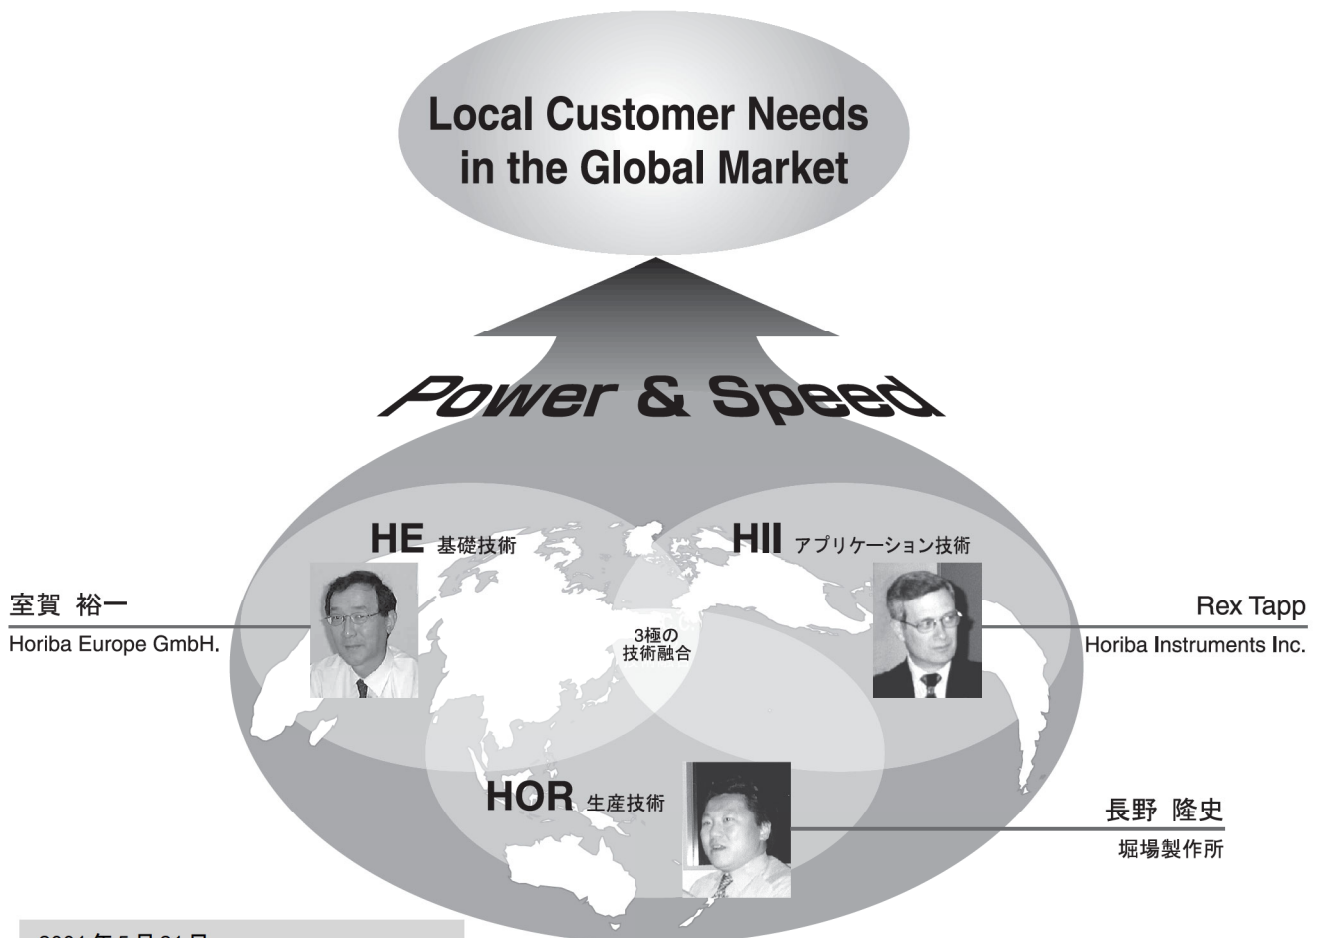 Local Customer Needs
in the Global Market
Power & Speed
HE 基礎技術
HII アプリケーション技術
室賀 裕一
Horiba Europe GmbH.
3極の
技術融合
Rex Tapp
Horiba Instruments Inc.
HOR 生産技術
長野 隆史
堀場製作所